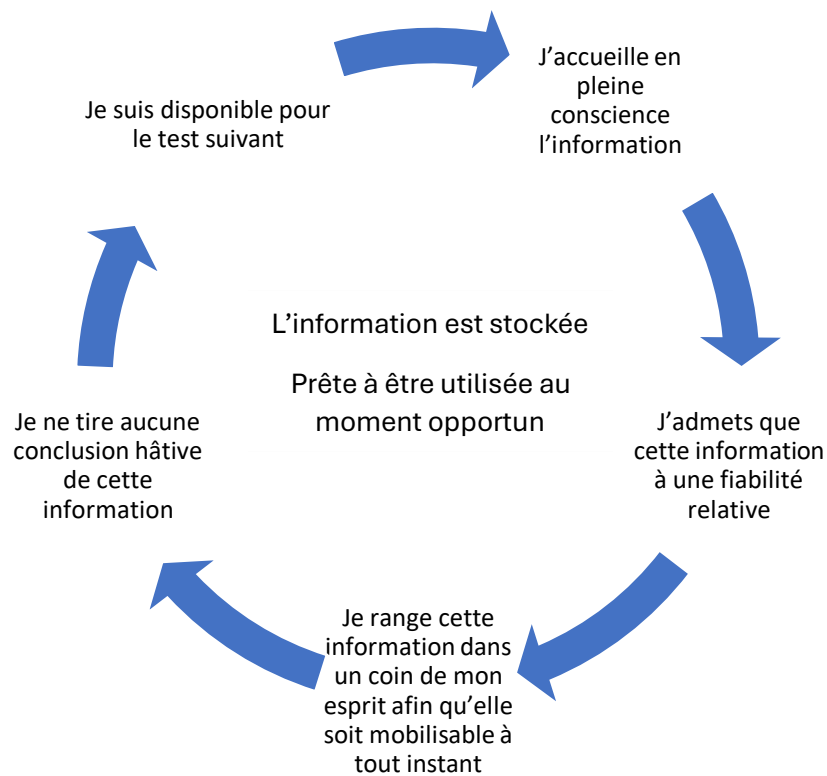 J’accueille en
pleine
conscience
l’information
J’admets que
cette information
à une fiabilité
relative
Je range cette
information dans
un coin de mon
esprit afin qu’elle
soit mobilisable à
tout instant
Je ne tire aucune
conclusion hâtive
de cette
information
Je suis disponible pour
le test suivant
L’information est stockée
Prête à être utilisée au
moment opportun